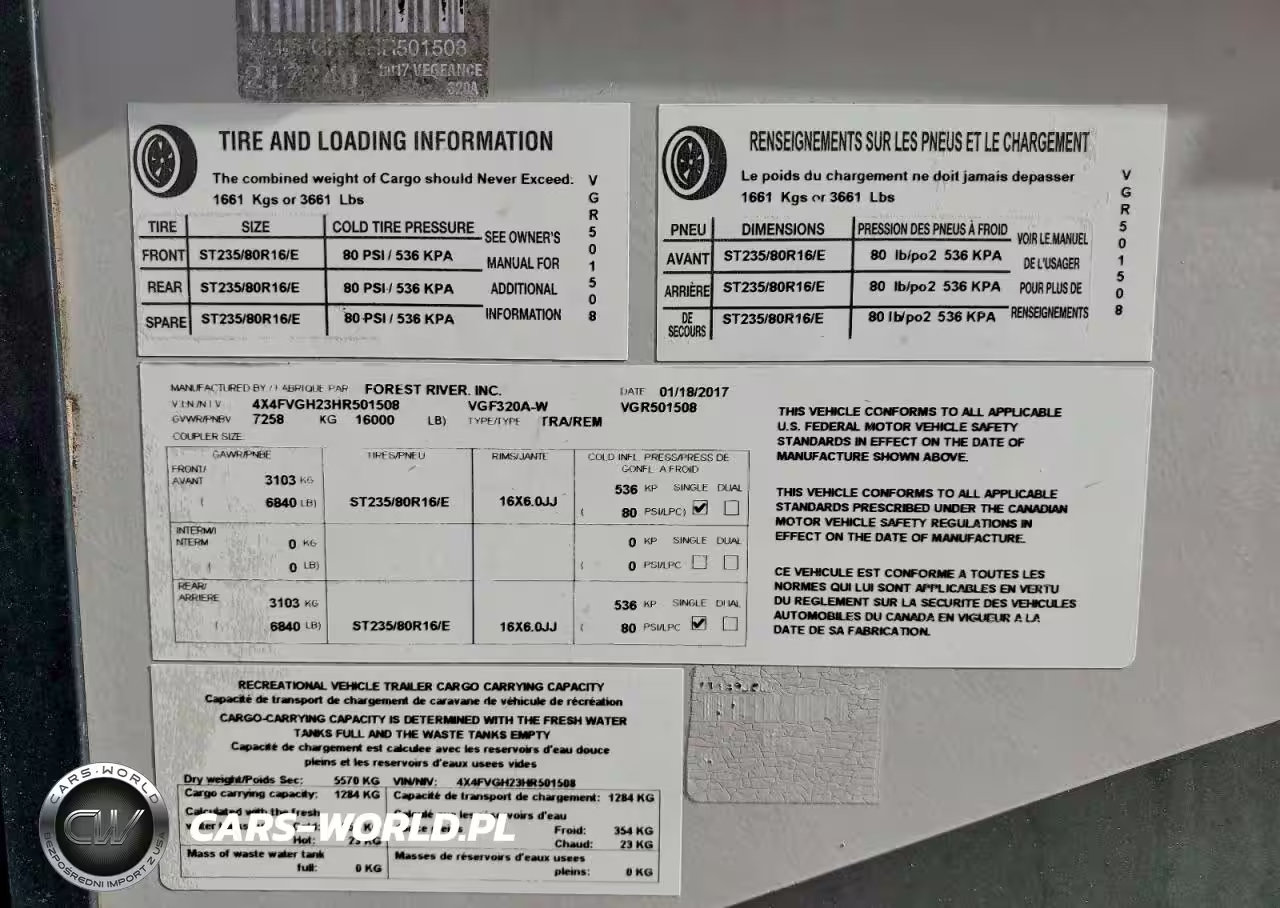 2017 VEGEANCE
320A
TIRE AND LOADING INFORMATION
The combined weight of Cargo should Never Exceed:
1661 Kgs or 3661 Lbs
TIRE SIZE COLD TIRE PRESSURE
FRONT ST235/80R16/E 80 PSI / 536 KPA
REAR ST235/80R16/E 80 PSI / 536 KPA
SPARE ST235/80R16/E 80 PSI / 536 KPA
SEE OWNER'S
MANUAL FOR
ADDITIONAL
INFORMATION
VGR501508
RENSEIGNEMENTS SUR LES PNEUS ET LE CHARGEMENT
Le poids du chargement ne doit jamais depasser
1661 Kgs or 3661 Lbs
PNEU DIMENSIONS PRESSION DES PNEUS À FROID
AVANT ST235/80R16/E 80 lb/po2 536 KPA
ARRIÈRE ST235/80R16/E 80 lb/po2 536 KPA
DE
SECOURS ST235/80R16/E 80 lb/po2 536 KPA
VOIR LE MANUEL
DE L'USAGER
POUR PLUS DE
RENSEIGNEMENTS
VGR501508
MANUFACTURED BY / FABRIQUE PAR FOREST RIVER. INC. DATE 01/18/2017
V.I.N./N.I.V. 4X4FVGH23HR501508 VGF320A-W VGR501508
GVWR/PNBV 7258 KG 16000 LB) TYPE/TYPE TRA/REM
COUPLER SIZE
GAWR/PNBE TIRES/PNEU RIMS/JANTE COLD INFL. PRESS/PRESS DE
GONFL. A FROID
FRONT/
AVANT 3103 KG 536 KP SINGLE DUAL
( 6840 LB) ST235/80R16/E 16X6.0JJ ( 80 PSI/LPC)
INTERM/
INTERM 0 KG 0 KP SINGLE DUAL
( 0 LB) ( 0 PSI/LPC
REAR/
ARRIERE 3103 KG 536 KP SINGLE DUAL
( 6840 LB) ST235/80R16/E 16X6.0JJ ( 80 PSI/LPC
THIS VEHICLE CONFORMS TO ALL APPLICABLE
U.S. FEDERAL MOTOR VEHICLE SAFETY
STANDARDS IN EFFECT ON THE DATE OF
MANUFACTURE SHOWN ABOVE.
THIS VEHICLE CONFORMS TO ALL APPLICABLE
STANDARDS PRESCRIBED UNDER THE CANADIAN
MOTOR VEHICLE SAFETY REGULATIONS IN
EFFECT ON THE DATE OF MANUFACTURE.
CE VEHICULE EST CONFORME A TOUTES LES
NORMES QUI LUI SONT APPLICABLES EN VERTU
DU REGLEMENT SUR LA SECURITE DES VEHICULES
AUTOMOBILES DU CANADA EN VIGUEUR A LA
DATE DE SA FABRICATION.
RECREATIONAL VEHICLE TRAILER CARGO CARRYING CAPACITY
Capacité de transport de chargement de caravane de véhicule de récréation
CARGO-CARRYING CAPACITY IS DETERMINED WITH THE FRESH WATER
TANKS FULL AND THE WASTE TANKS EMPTY
Capacite de chargement est calculee avec les reservoirs d'eau douce
pleins et les reservoirs d'eaux usees vides
Dry weight/Poids Sec: 5570 KG VIN/NIV: 4X4FVGH23HR501508
Cargo carrying capacity: 1284 KG Capacitė de transport de chargement: 1284 KG
Calculated with the fresh
d'eau
Froid: 354 KG
Hot: 23 KG Chaud: 23 KG
Mass of waste water tank
full: 0 KG
Masses de réservoirs d'eaux usees
pleins: 0 KG
CARS-WORLD.PL
CARS-WORLD
CW
BEZPOŚREDNI IMPORT Z USA